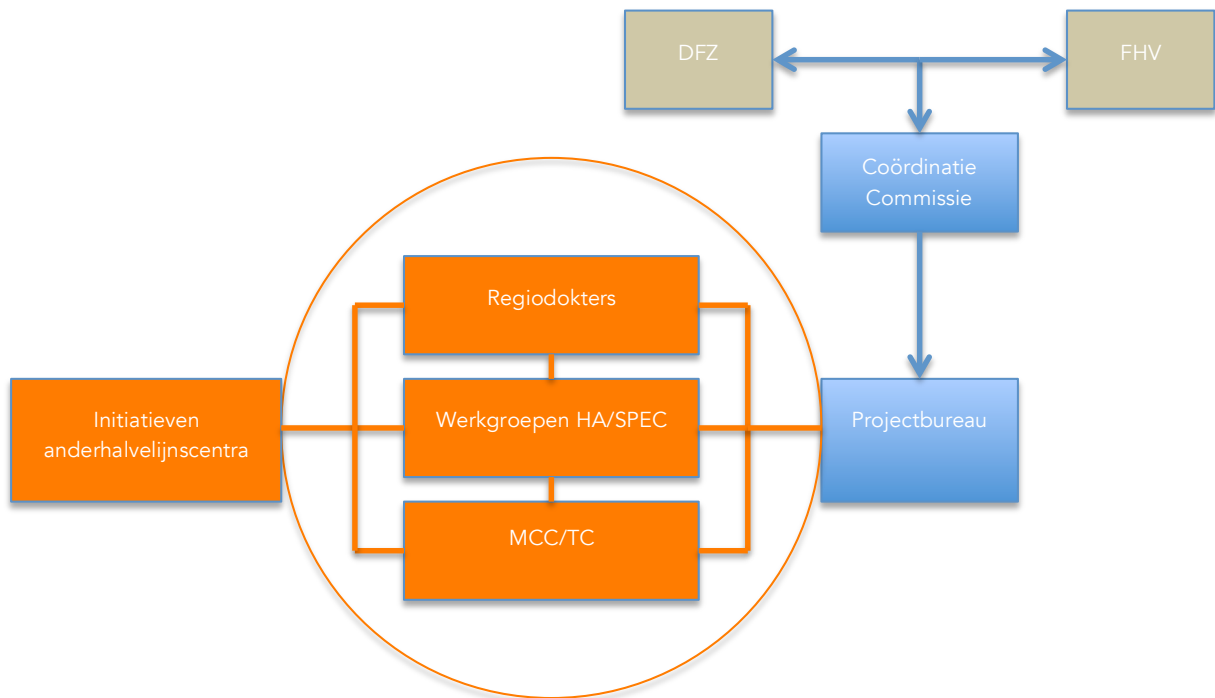 DFZ
FHV
Coördinatie
Commissie
Regiodokters
Initiatieven
anderhalvelijnscentra
Werkgroepen HA/SPEC
Projectbureau
MCC/TC